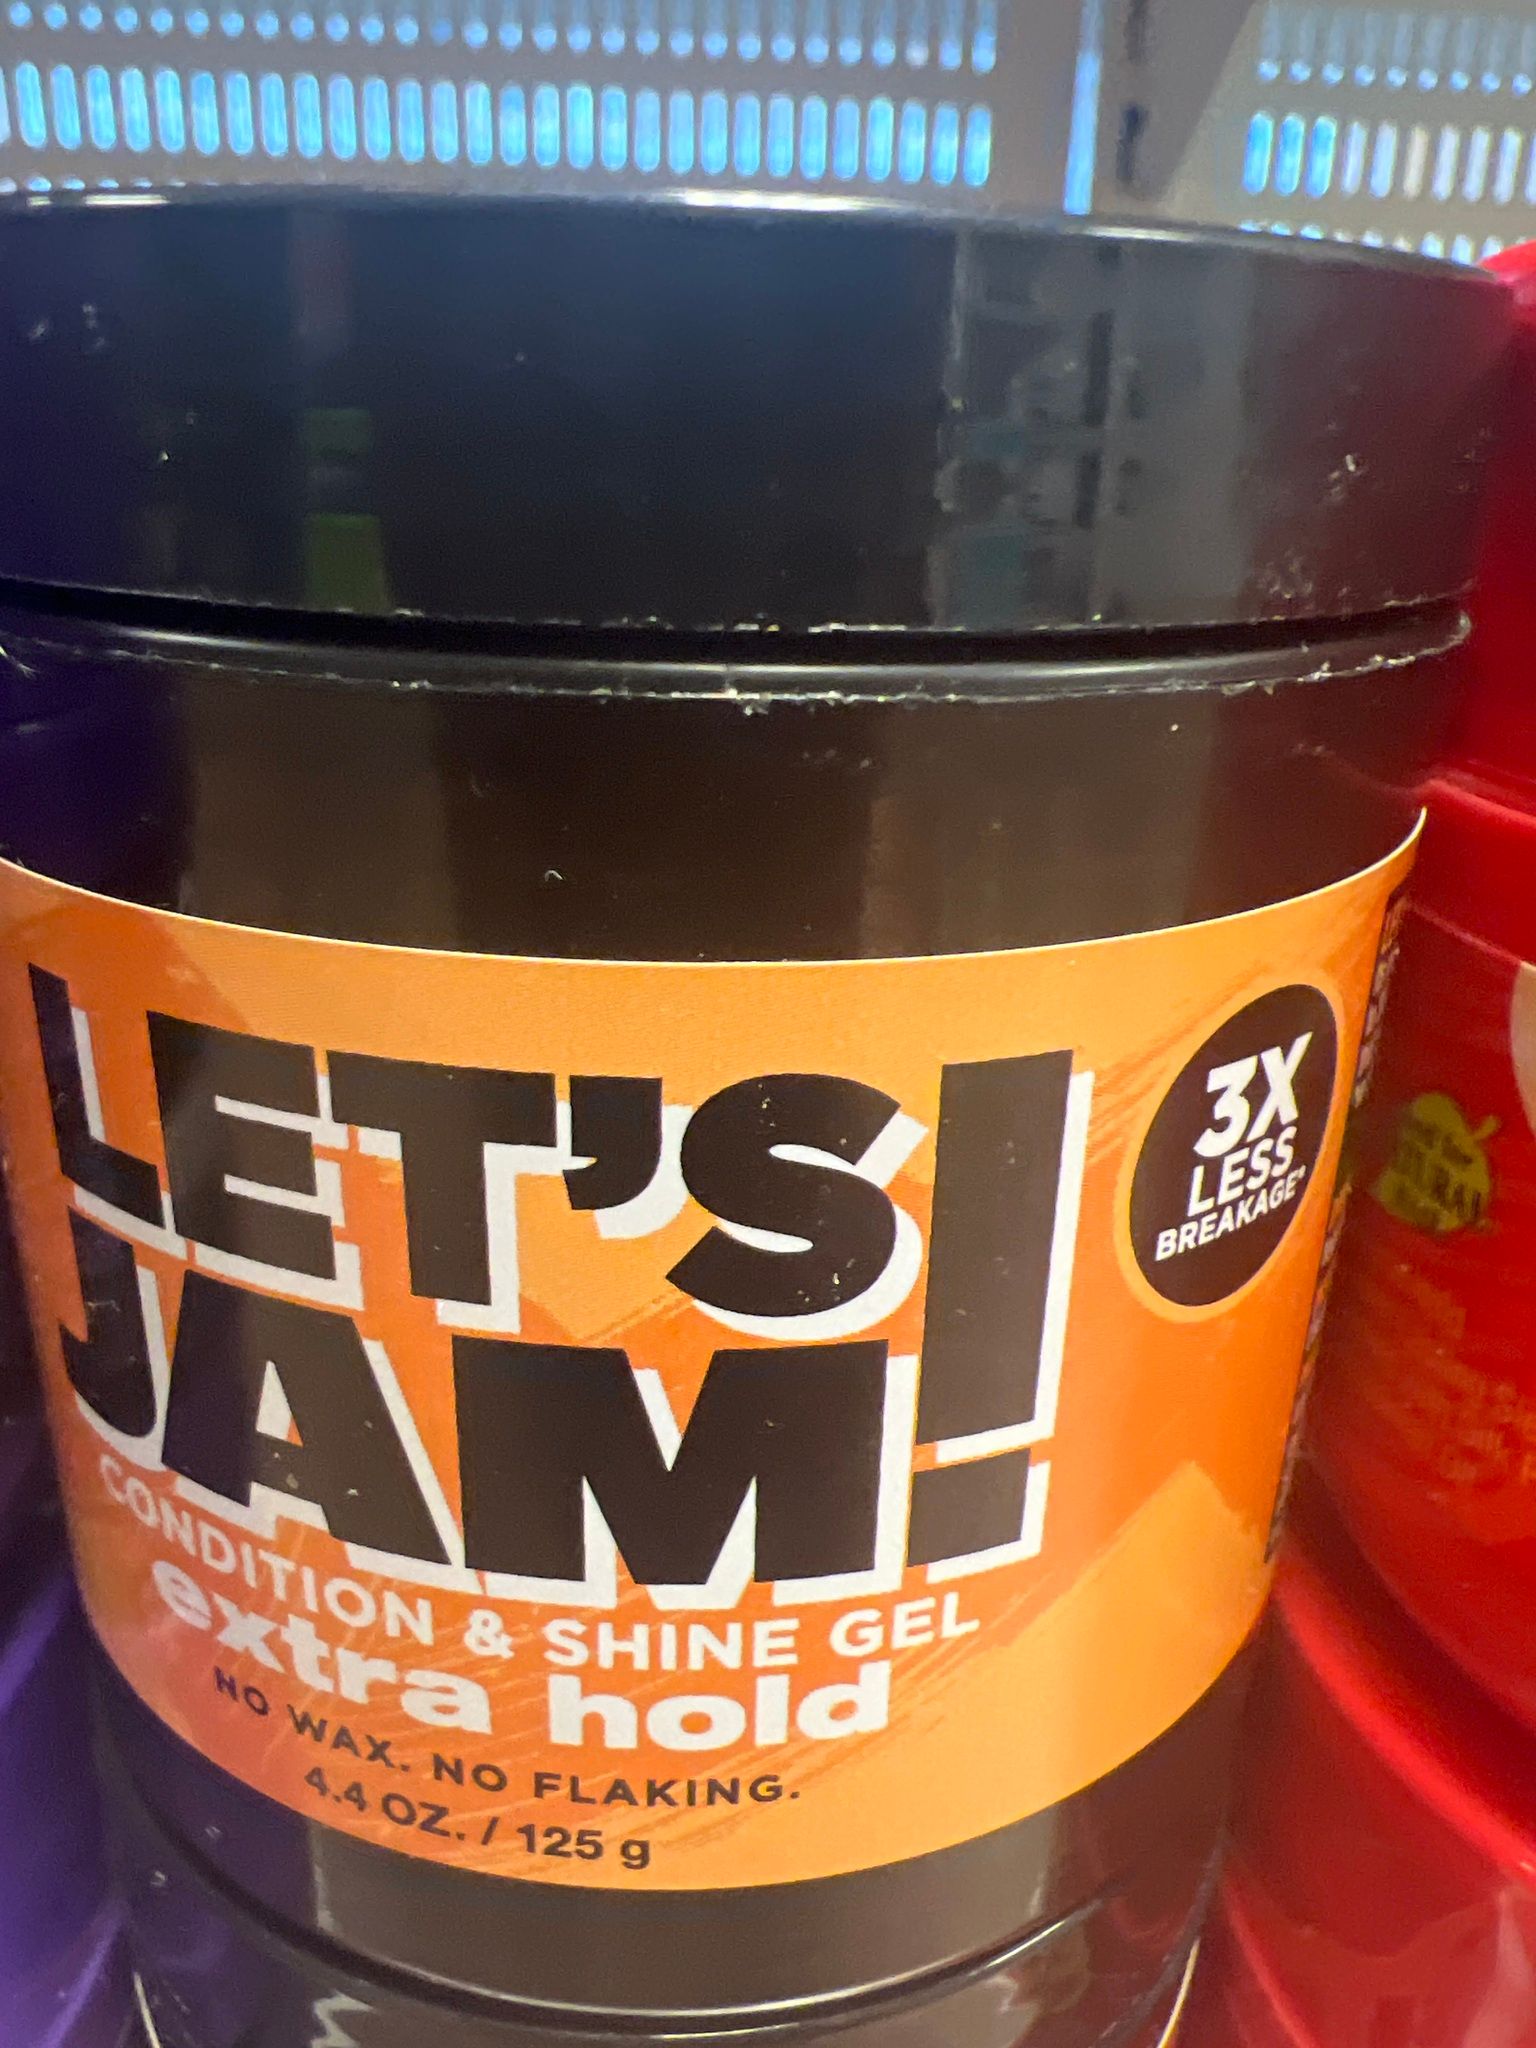 LET'S
JAM!
3X
LESS
BREAKAGE*
CONDITION & SHINE GEL
extra hold
NO WAX. NO FLAKING.
4.4 OZ. / 125 g